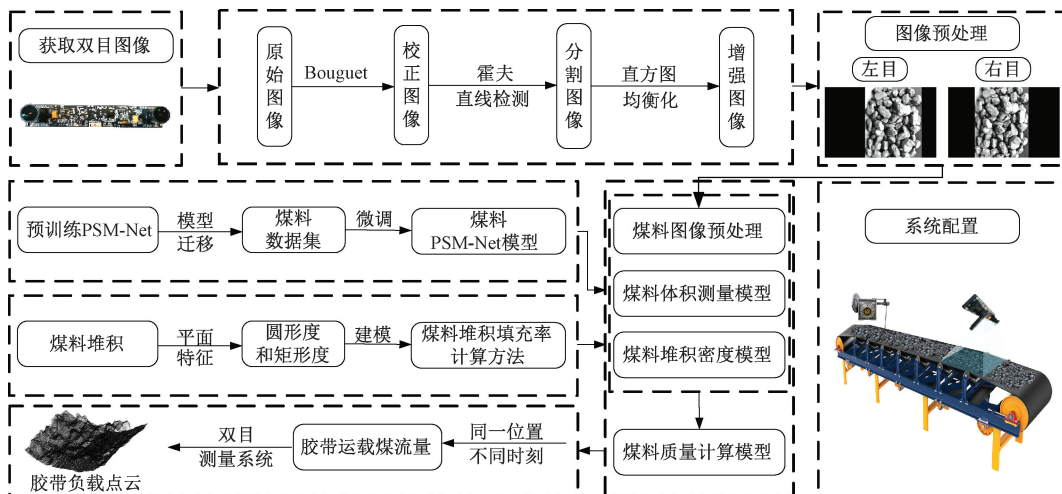 获取双目图像
原始图像
Bouguet
校正图像
霍夫
直线检测
分割图像
直方图
均衡化
增强图像
图像预处理
左目
右目
预训练PSM-Net
模型
迁移
煤料
数据集
微调
煤料
PSM-Net模型
煤料图像预处理
系统配置
煤料体积测量模型
煤料堆积
平面
特征
圆形度
和矩形度
建模
煤料堆积填充率
计算方法
煤料堆积密度模型
双目
测量系统
胶带运载煤流量
同一位置
不同时刻
煤料质量计算模型
胶带负载点云